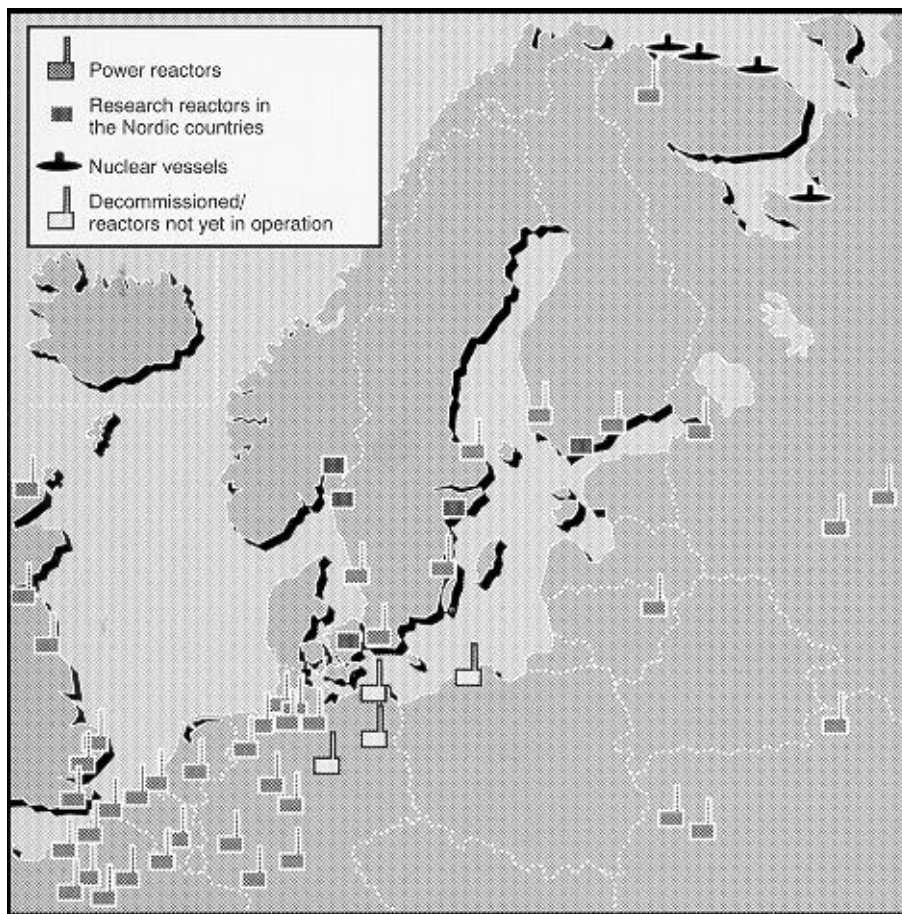 Power reactors
Research reactors in
the Nordic countries
Nuclear vessels
Decommissioned/
reactors not yet in operation